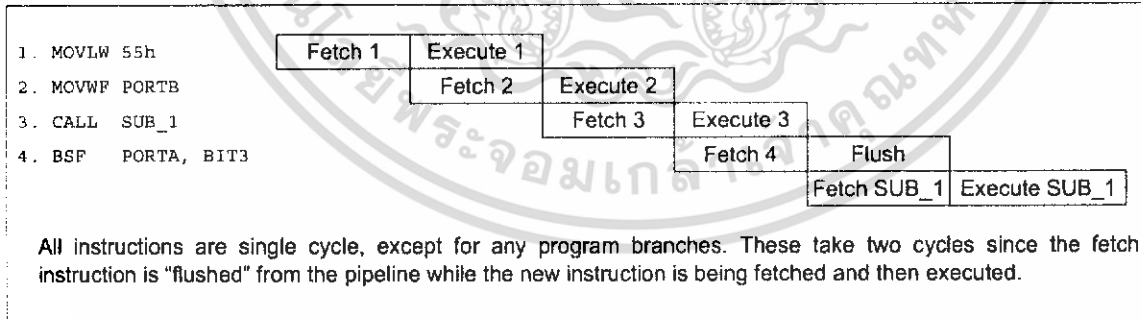 1. MOVLW 55h Fetch 1 Execute 1
2. MOVWF PORTB Fetch 2 Execute 2
3. CALL SUB_1 Fetch 3 Execute 3
4. BSF PORTA, BIT3 Fetch 4 Flush
Fetch SUB_1 Execute SUB_1
All instructions are single cycle, except for any program branches. These take two cycles since the fetch
instruction is "flushed" from the pipeline while the new instruction is being fetched and then executed.